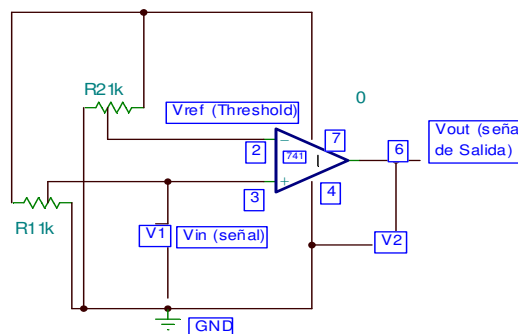 R21k
0
Vref (Threshold)
7
Vout (seña
de Salida)
6
2
741
3
4
R11k
V1
Vin (señal)
V2
GND